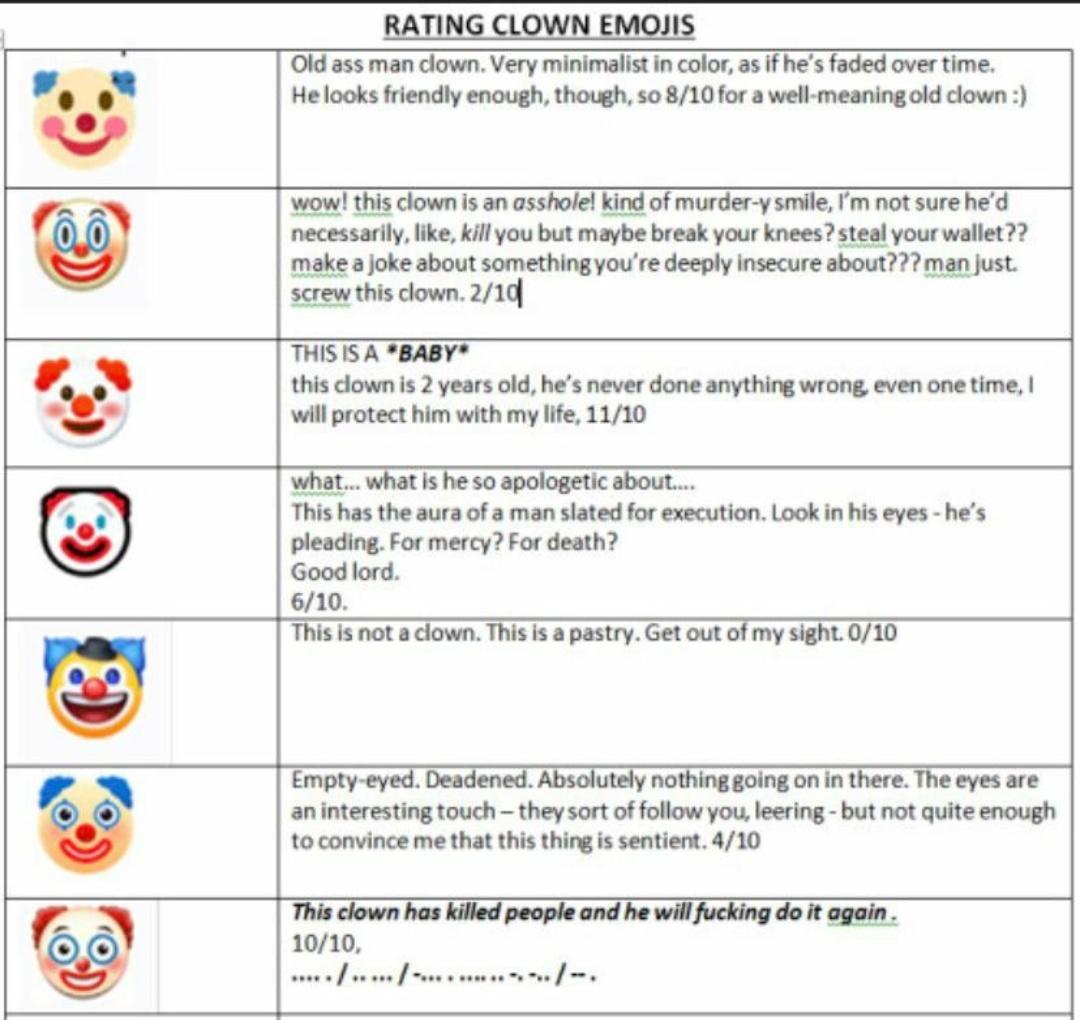 RATING CLOWN EMOJIS
Old ass man clown. Very minimalist in color, as if he's faded over time.
He looks friendly enough, though, so 8/10 for a well-meaning old clown :)
wow! this clown is an asshole! kind of murder-y smile, I'm not sure he'd
necessarily, like, kill you but maybe break your knees? steal your wallet??
make a joke about something you're deeply insecure about??? man just.
screw this clown. 2/10
THIS IS A *BABY*
this clown is 2 years old, he's never done anything wrong, even one time, I
will protect him with my life, 11/10
what... what is he so apologetic about....
This has the aura of a man slated for execution. Look in his eyes - he's
pleading. For mercy? For death?
Good lord.
6/10.
This is not a clown. This is a pastry. Get out of my sight. 0/10
Empty-eyed. Deadened. Absolutely nothing going on in there. The eyes are
an interesting touch – they sort of follow you, leering - but not quite enough
to convince me that this thing is sentient. 4/10
This clown has killed people and he will fucking do it again.
10/10,
..... . / .. ... / -... . .... .. -. -.. / -- .